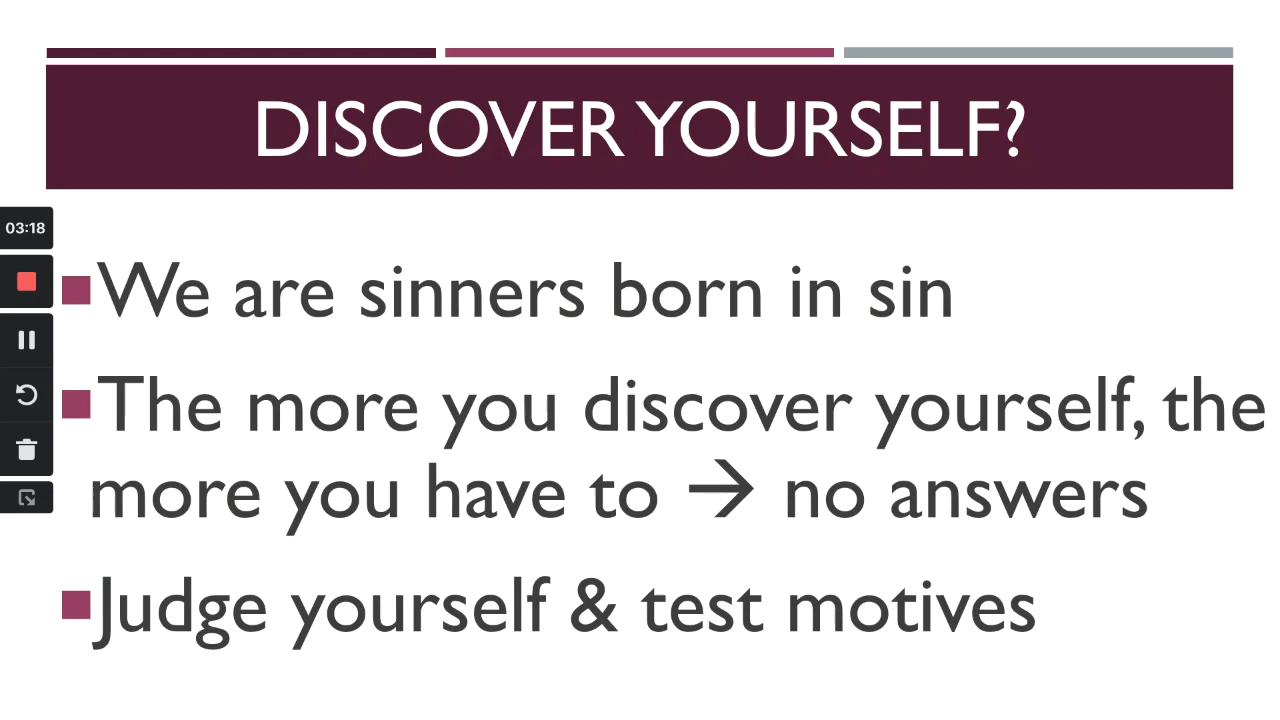 DISCOVER YOURSELF?
03:18
We are sinners born in sin
The more you discover yourself, the
more you have to → no answers
Judge yourself & test motives